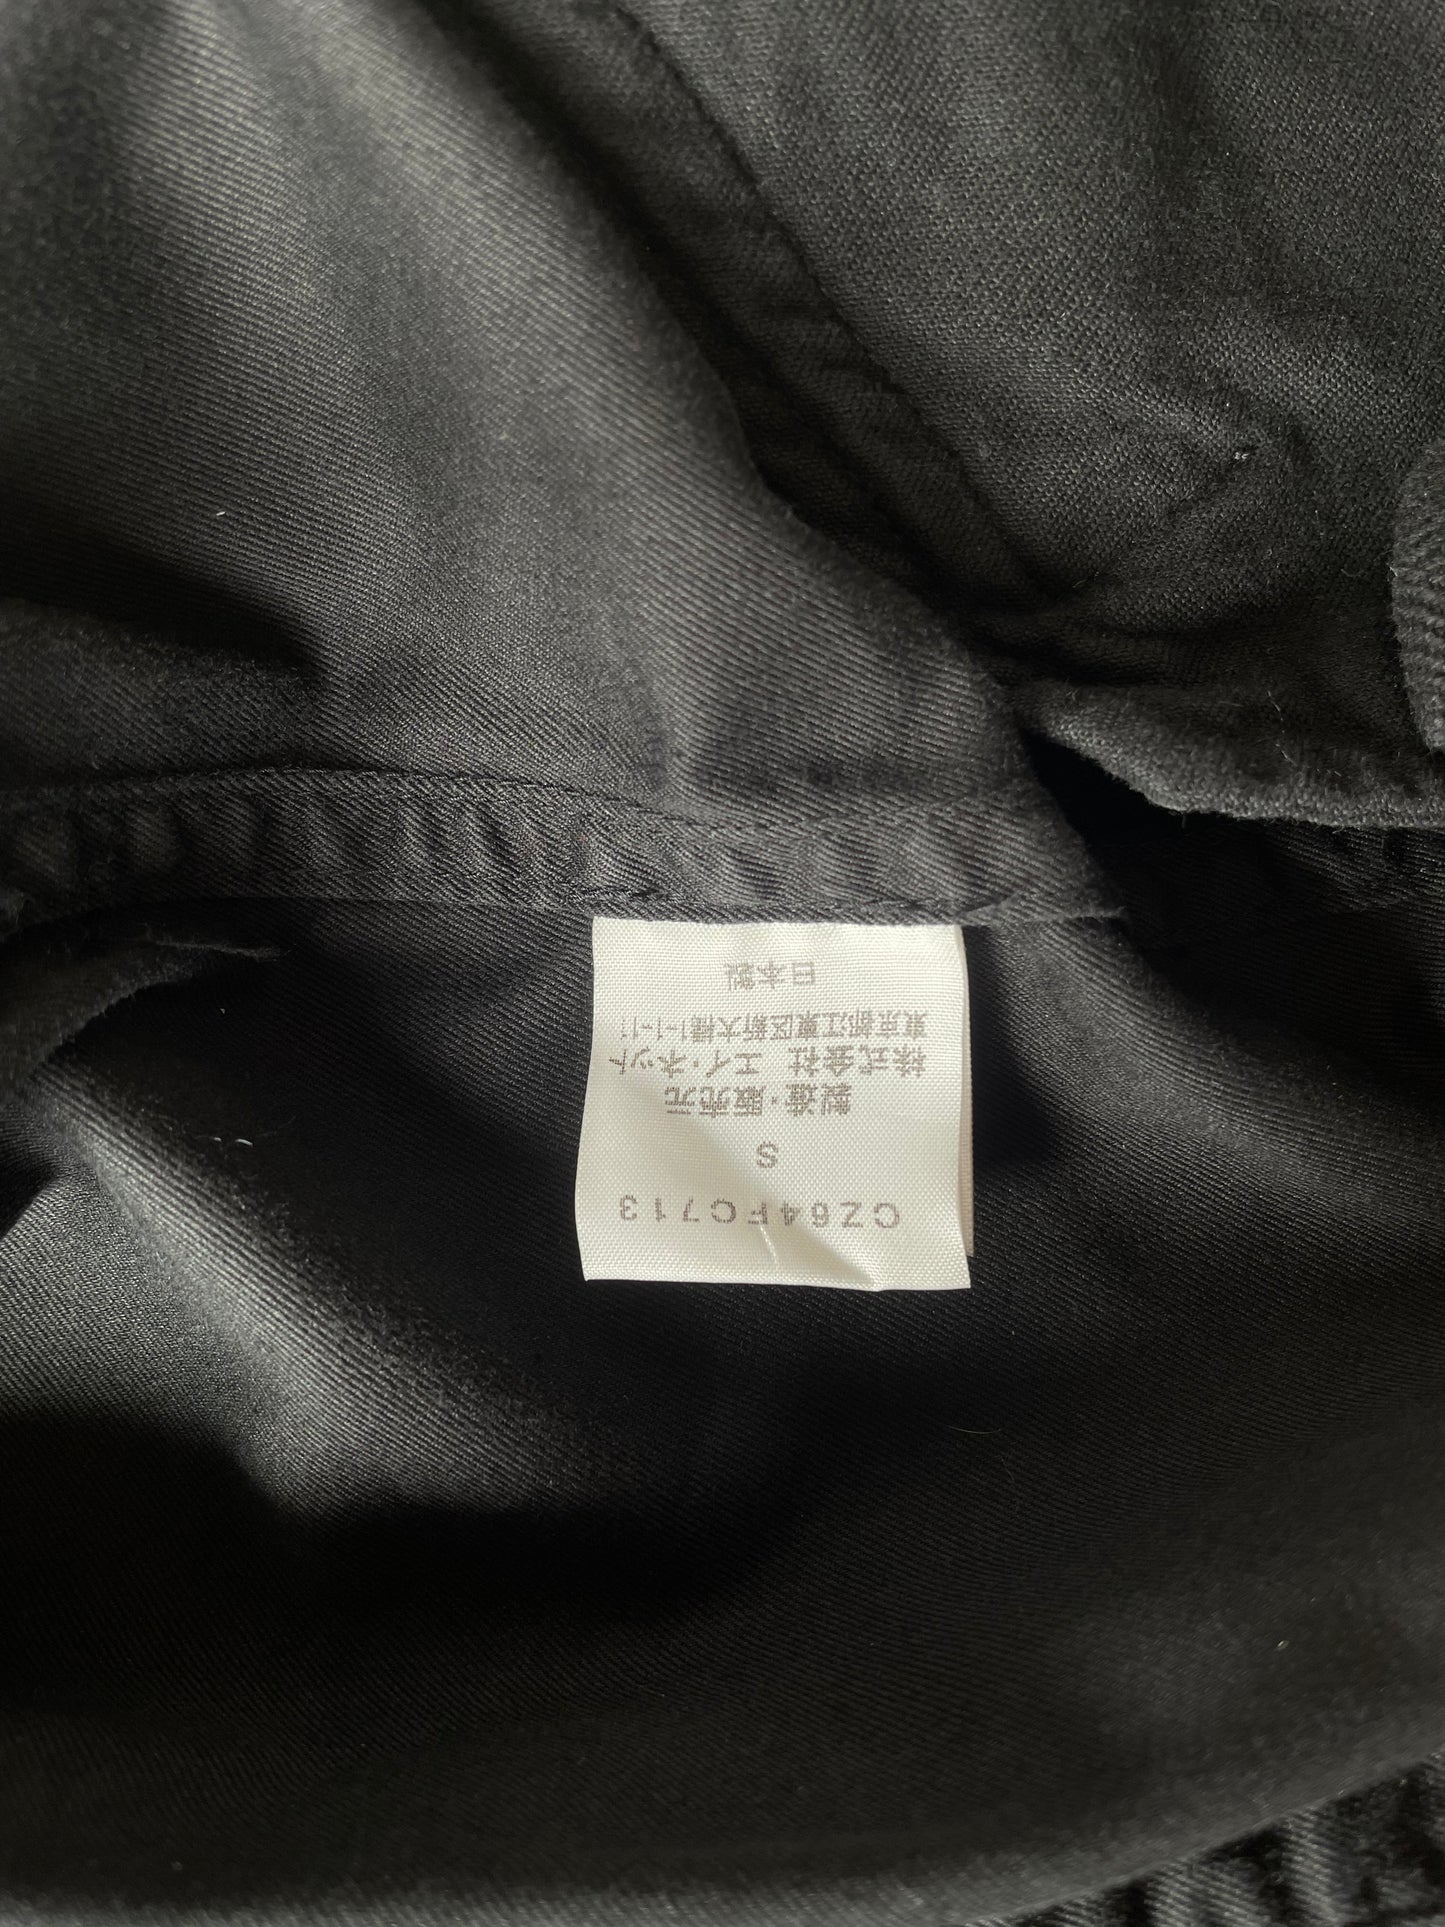 CZ64FC713
S
製造・販売元
株式会社 エイ・ネット
東京都江東区新大橋1-1-11
日本製